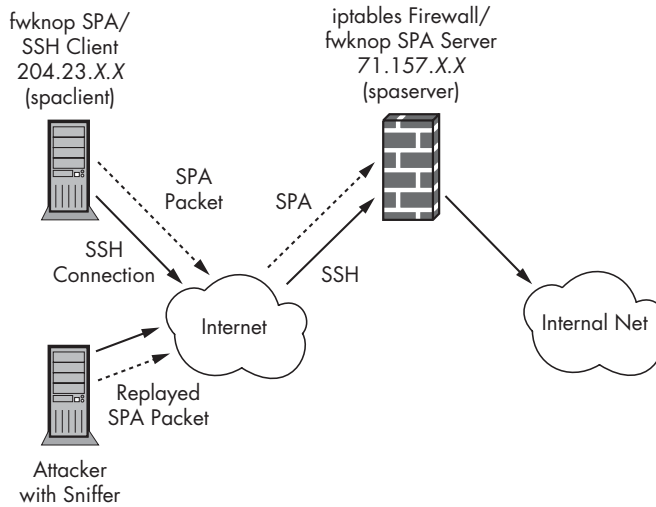 fwknop SPA/
SSH Client
204.23.X.X
(spaclient)
iptables Firewall/
fwknop SPA Server
71.157.X.X
(spaserver)
SPA
Packet
SPA
SSH
Connection
SSH
Internet
Internal Net
Replayed
SPA Packet
Attacker
with Sniffer